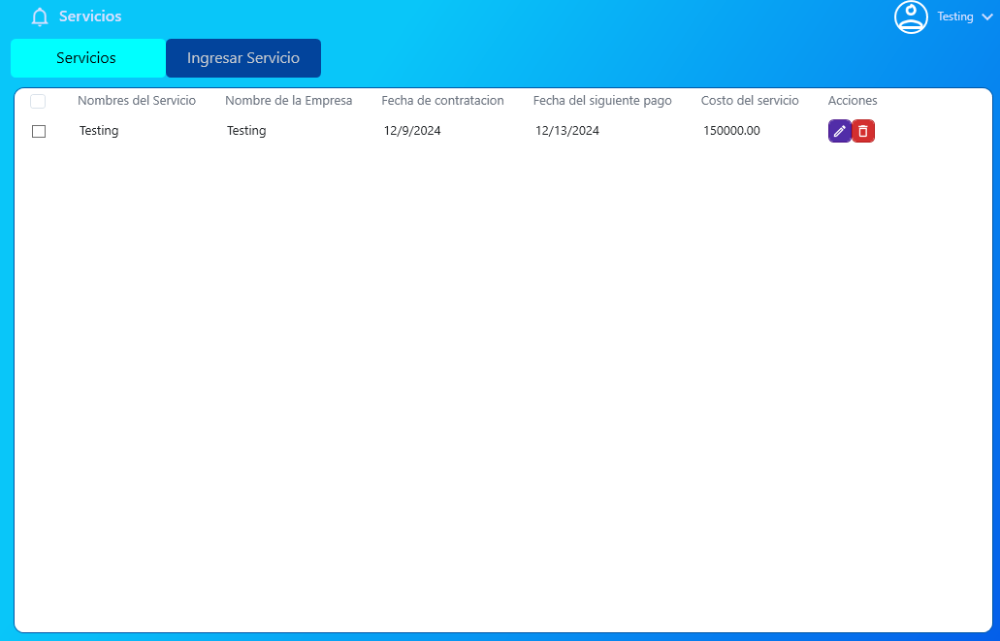 Servicios
Testing
Servicios
Ingresar Servicio
Nombres del Servicio Nombre de la Empresa Fecha de contratacion Fecha del siguiente pago Costo del servicio Acciones
Testing Testing 12/9/2024 12/13/2024 150000.00